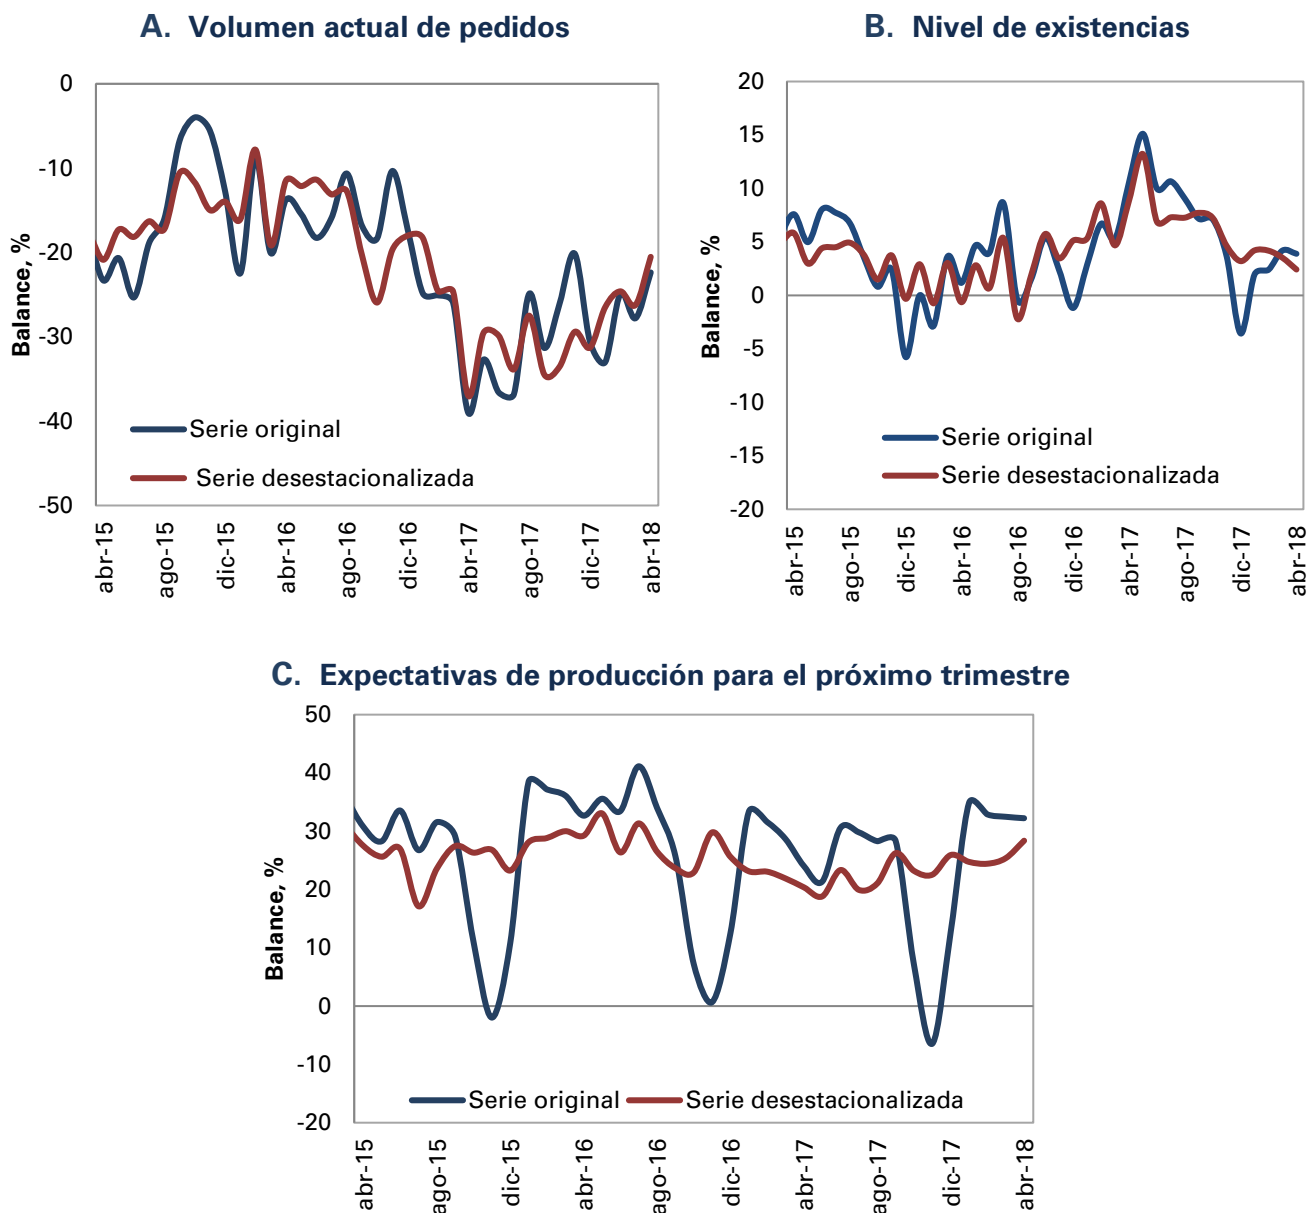 A. Volumen actual de pedidos
0
-10
-20
-30
-40
-50
Balance, %
Serie original
Serie desestacionalizada
abr-15
ago-15
dic-15
abr-16
ago-16
dic-16
abr-17
ago-17
dic-17
abr-18
B. Nivel de existencias
20
15
10
5
0
-5
-10
-15
-20
Balance, %
Serie original
Serie desestacionalizada
abr-15
ago-15
dic-15
abr-16
ago-16
dic-16
abr-17
ago-17
dic-17
abr-18
C. Expectativas de producción para el próximo trimestre
50
40
30
20
10
0
-10
-20
Balance, %
Serie original
Serie desestacionalizada
abr-15
ago-15
dic-15
abr-16
ago-16
dic-16
abr-17
ago-17
dic-17
abr-18